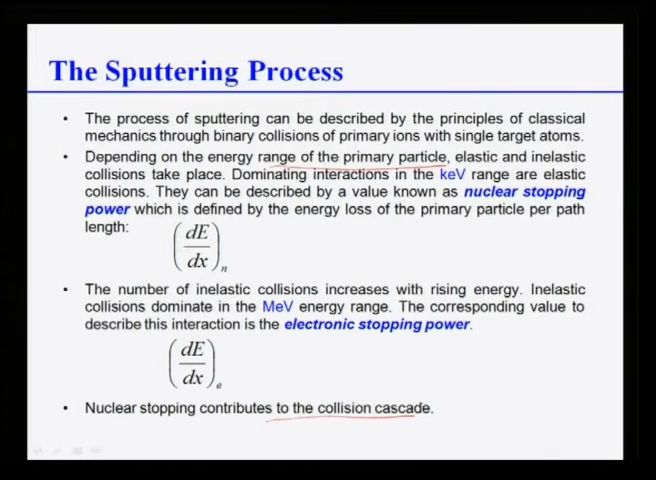 The Sputtering Process
• The process of sputtering can be described by the principles of classical
mechanics through binary collisions of primary ions with single target atoms.
• Depending on the energy range of the primary particle, elastic and inelastic
collisions take place. Dominating interactions in the keV range are elastic
collisions. They can be described by a value known as nuclear stopping
power which is defined by the energy loss of the primary particle per path
length:
(dE/dx)n
• The number of inelastic collisions increases with rising energy. Inelastic
collisions dominate in the MeV energy range. The corresponding value to
describe this interaction is the electronic stopping power.
(dE/dx)e
• Nuclear stopping contributes to the collision cascade.